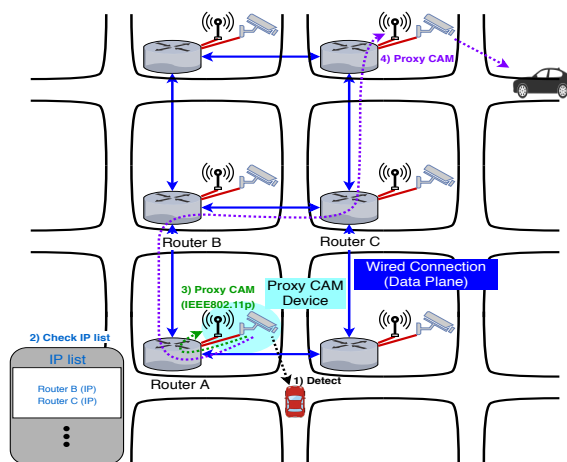 4) Proxy CAM
Router B
Router C
Wired Connection
(Data Plane)
3) Proxy CAM
(IEEE802.11p)
Proxy CAM
Device
2) Check IP list
IP list
Router B (IP)
Router C (IP)
Router A
1) Detect